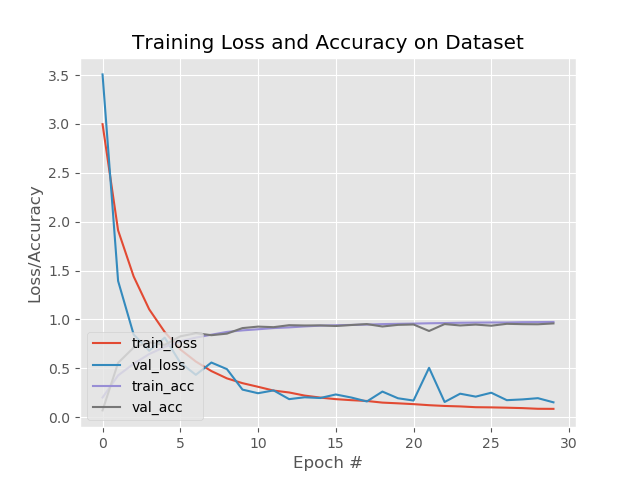 Training Loss and Accuracy on Dataset
Loss/Accuracy
3.5
3.0
2.5
2.0
1.5
1.0
0.5
0.0
train_loss
val_loss
train_acc
val_acc
0 5 10 15 20 25 30
Epoch #